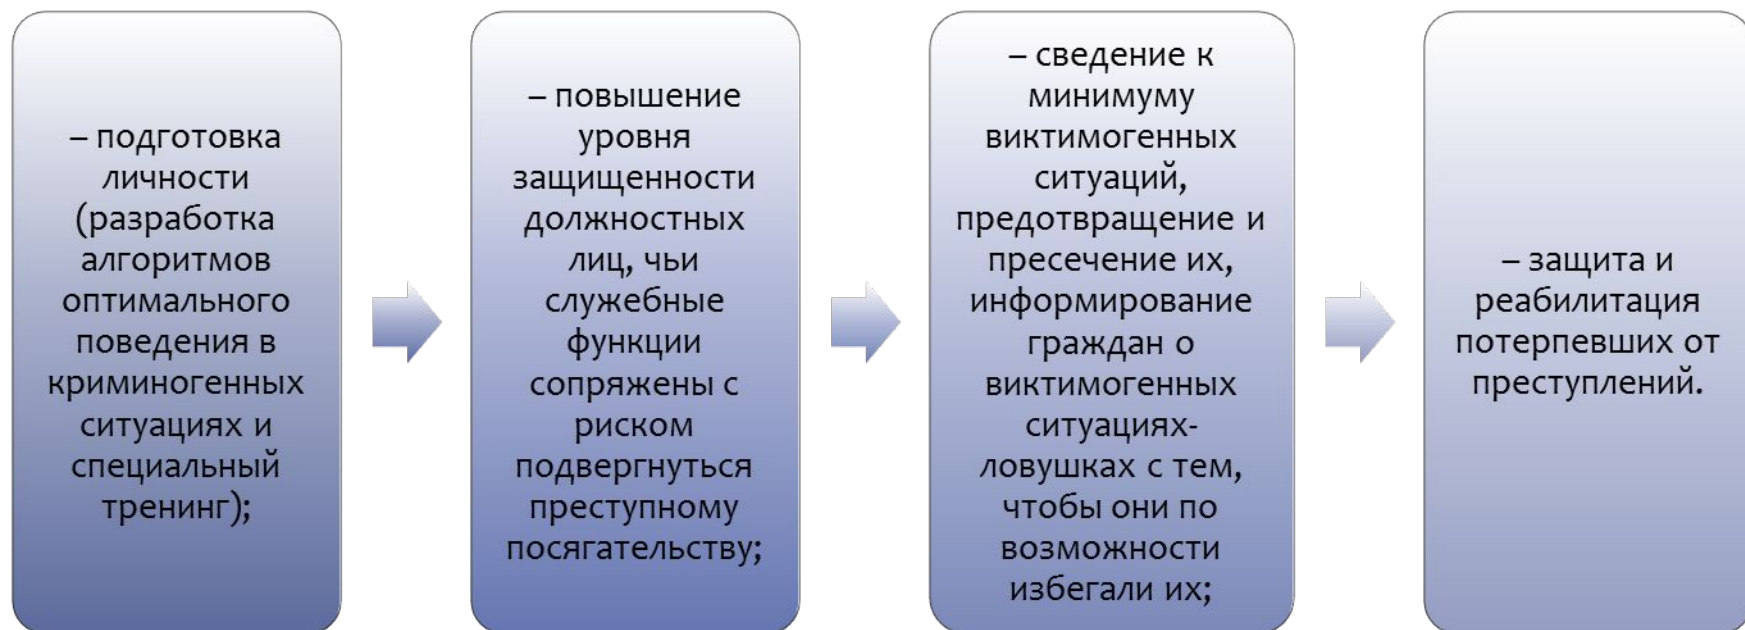 – подготовка
личности
(разработка
алгоритмов
оптимального
поведения в
криминогенных
ситуациях и
специальный
тренинг);
– повышение
уровня
защищенности
должностных
лиц, чьи
служебные
функции
сопряжены с
риском
подвергнуться
преступному
посягательству;
– сведение к
минимуму
виктимогенных
ситуаций,
предотвращение и
пресечение их,
информирование
граждан о
виктимогенных
ситуациях-
ловушках с тем,
чтобы они по
возможности
избегали их;
– защита и
реабилитация
потерпевших от
преступлений.